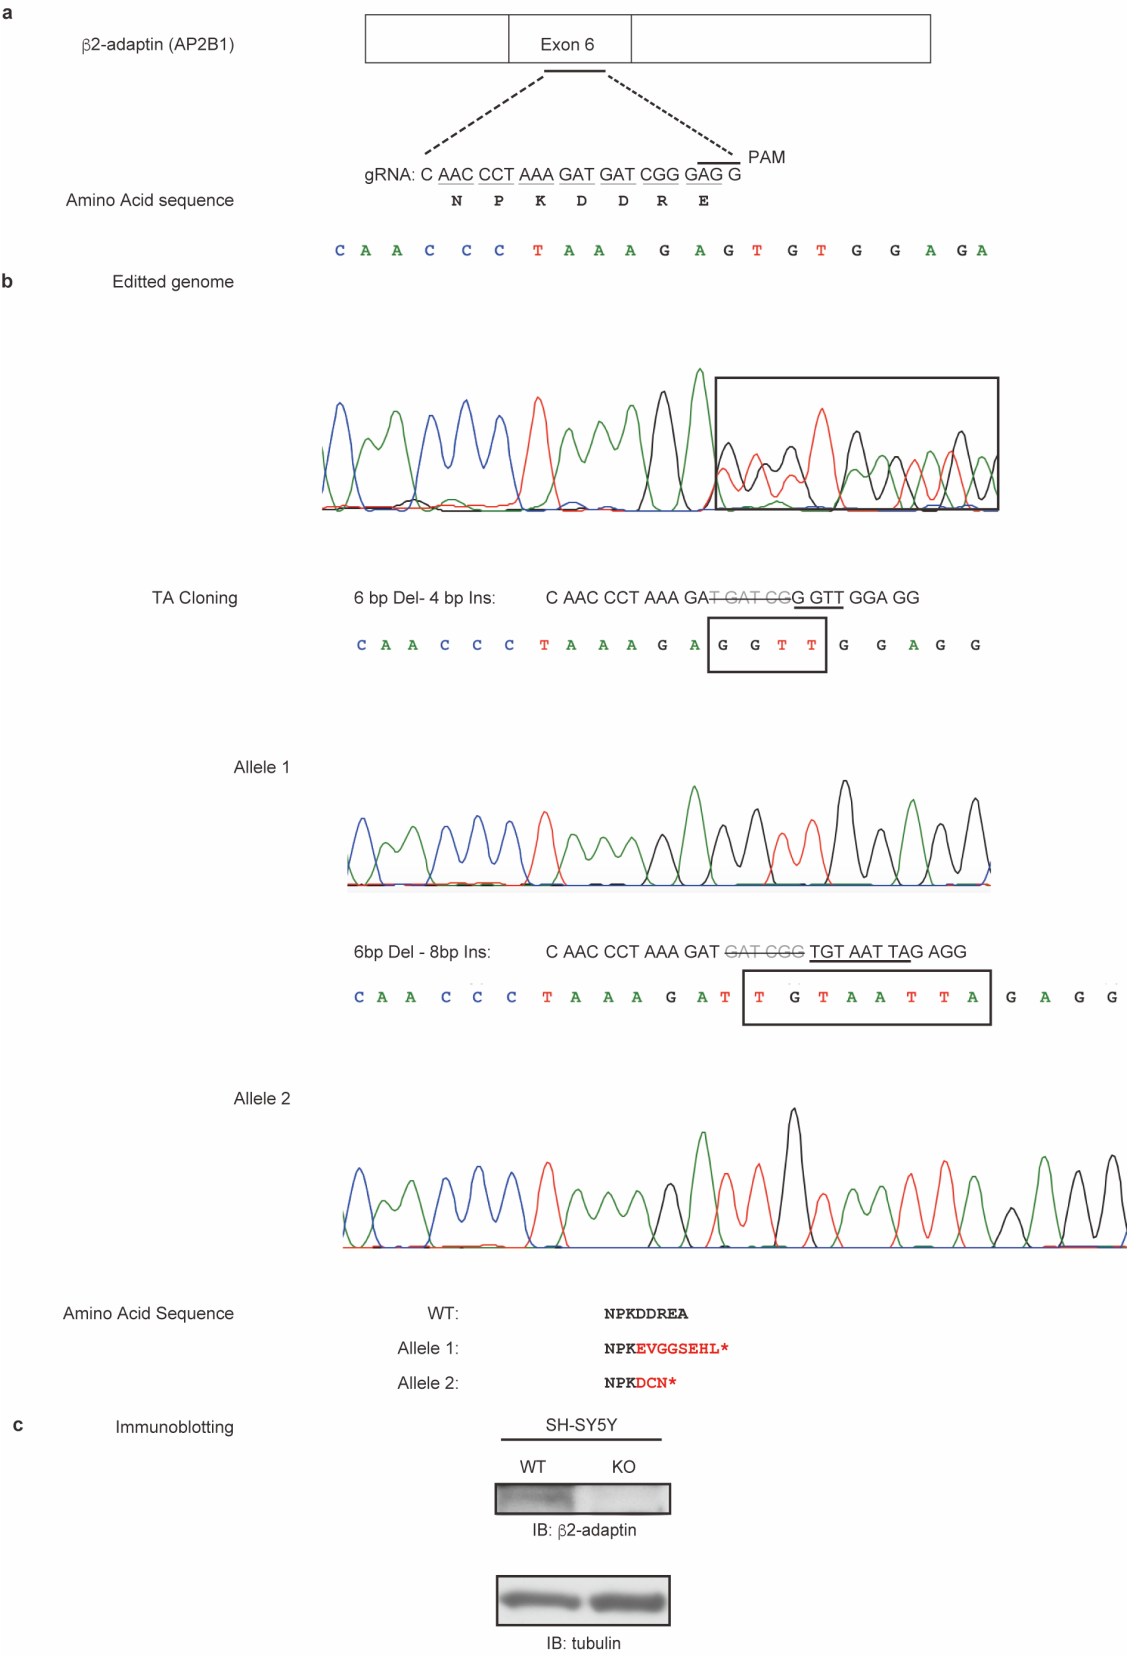 a
β2-adaptin (AP2B1)
Exon 6
PAM
gRNA: C AAC CCT AAA GAT GAT CGG GAG G
Amino Acid sequence
N P K D D R E
C A A C C C T A A A G A G T G T G G A G A
b
Editted genome
TA Cloning
6 bp Del- 4 bp Ins:
C AAC CCT AAA GAT GAT CGG GTT GGA GG
C A A C C C T A A A G A G G T T G G A G G
Allele 1
6bp Del - 8bp Ins:
C AAC CCT AAA GAT GAT CGG TGT AAT TAG AGG
C A A C C C T A A A G A T T G T A A T T A G A G G
Allele 2
Amino Acid Sequence
WT:
NPKDDREA
Allele 1:
NPKEVGGSEHL*
Allele 2:
NPKDCN*
c
Immunoblotting
SH-SY5Y
WT KO
IB: β2-adaptin
IB: tubulin